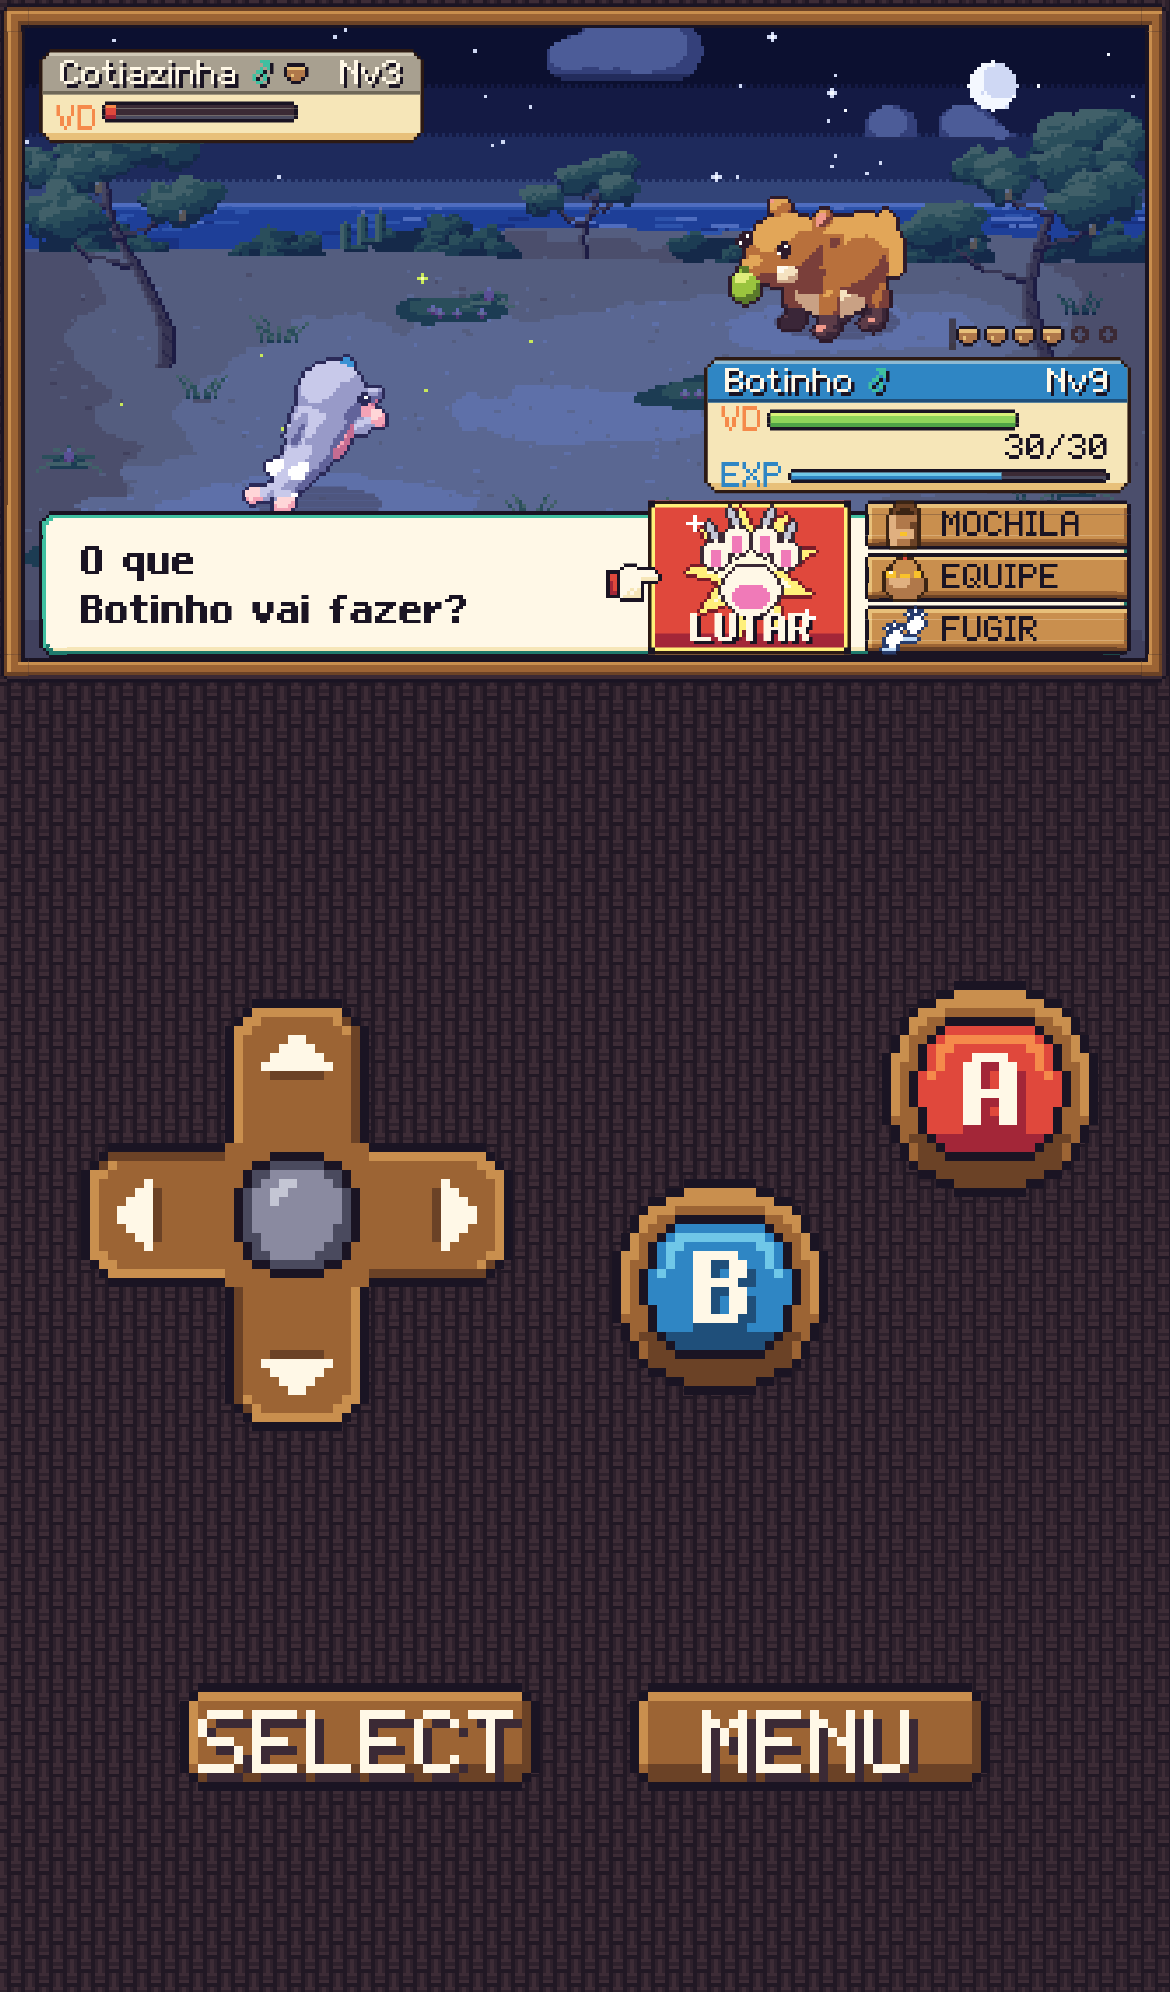 Cotiazinha Nv3
VD
Botinho Nv9
VD
30/30
EXP
O que
Botinho vai fazer?
LUTAR
MOCHILA
EQUIPE
FUGIR
A
B
SELECT
MENU